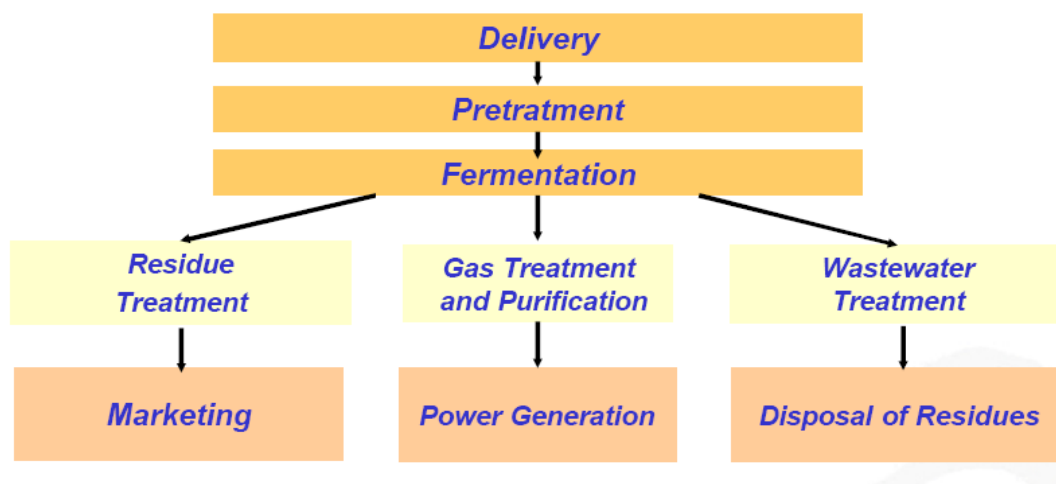 Delivery
Pretratment
Fermentation
Residue
Treatment
Gas Treatment
and Purification
Wastewater
Treatment
Marketing
Power Generation
Disposal of Residues